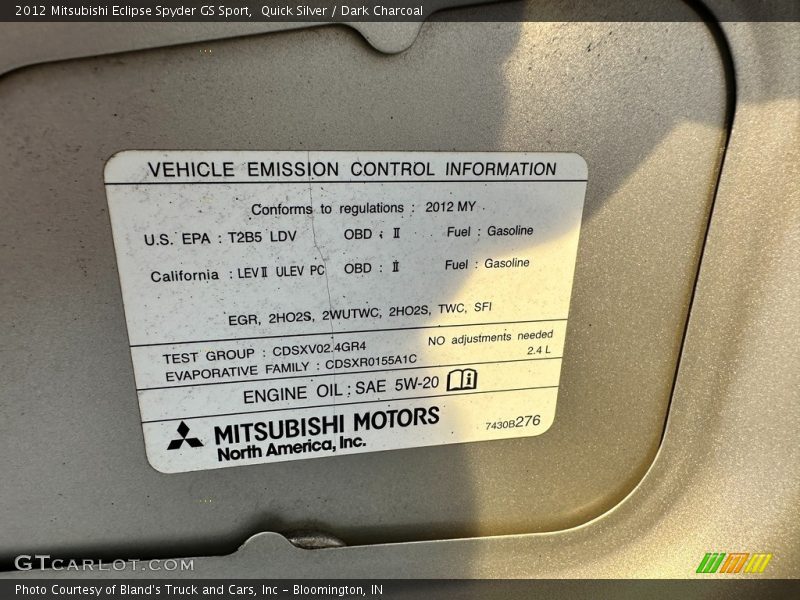 2012 Mitsubishi Eclipse Spyder GS Sport,  Quick Silver / Dark Charcoal
VEHICLE EMISSION CONTROL INFORMATION
Conforms to regulations : 2012 MY
U.S. EPA : T2B5 LDV OBD : II Fuel : Gasoline
California : LEVII ULEV PC OBD : II Fuel : Gasoline
EGR, 2HO2S, 2WUTWC, 2HO2S, TWC, SFI
TEST GROUP : CDSXV02.4GR4 NO adjustments needed
EVAPORATIVE FAMILY : CDSXR0155A1C 2.4 L
ENGINE OIL : SAE 5W-20
MITSUBISHI MOTORS
North America, Inc. 7430B276
GTCARLOT.COM
Photo Courtesy of Bland's Truck and Cars, Inc – Bloomington, IN